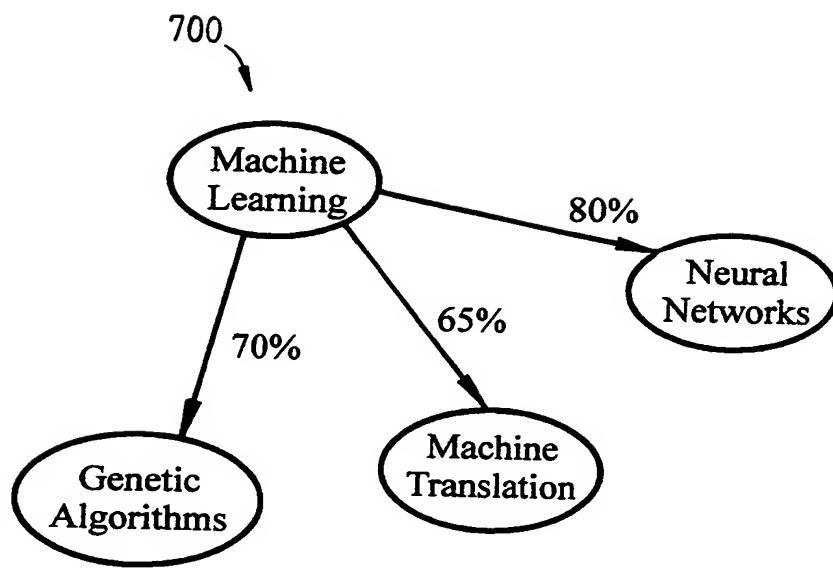 700
Machine
Learning
80%
Neural
Networks
70%
65%
Genetic
Algorithms
Machine
Translation